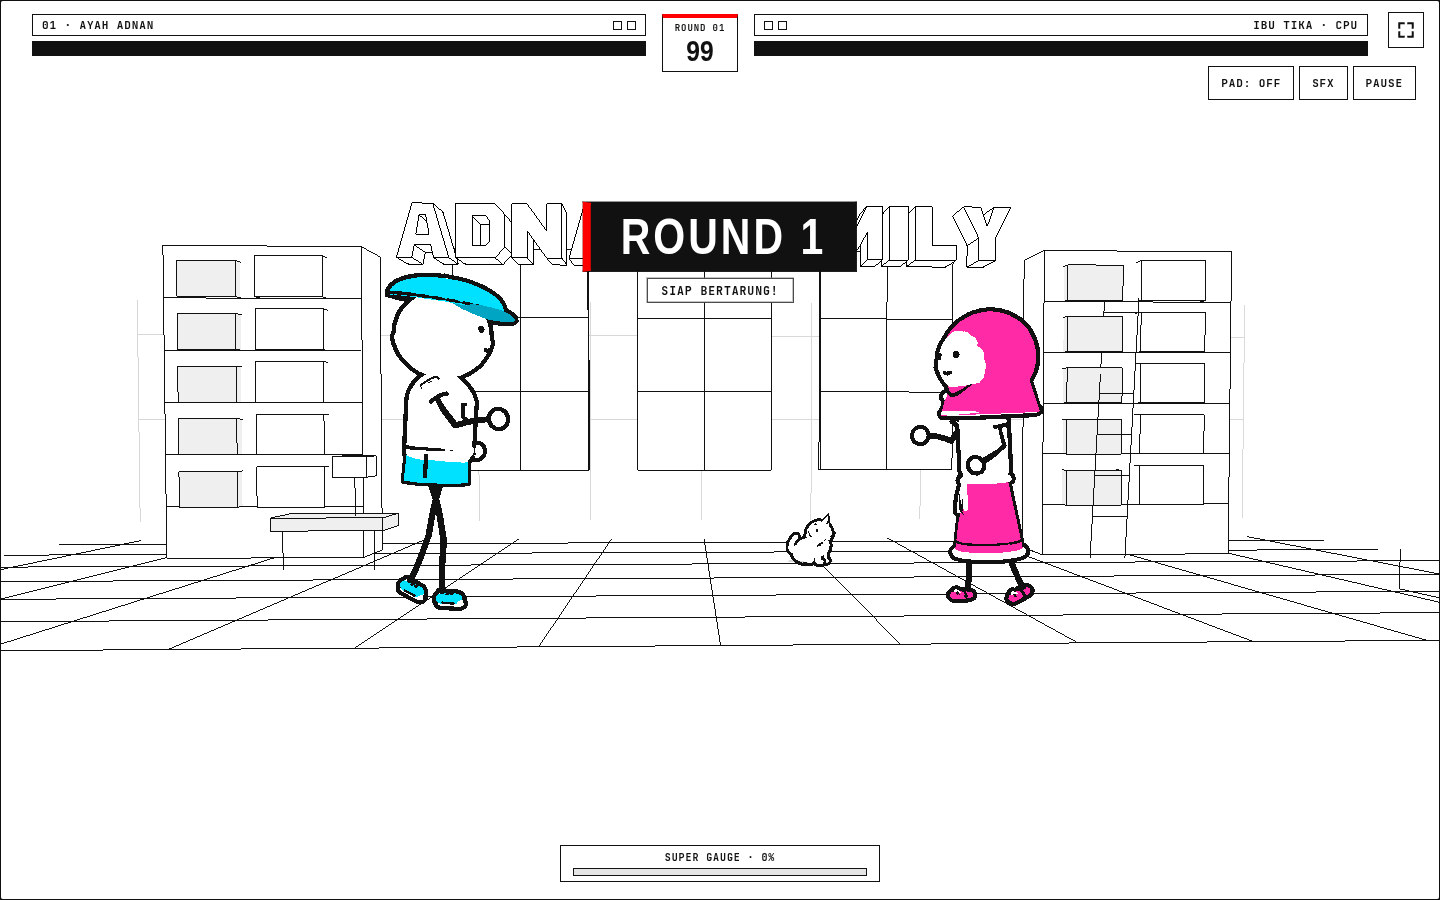 01 · AYAH ADNAN
ROUND 01
99
IBU TIKA · CPU
PAD: OFF
SFX
PAUSE
ROUND 1
SIAP BERTARUNG!
SUPER GAUGE · 0%